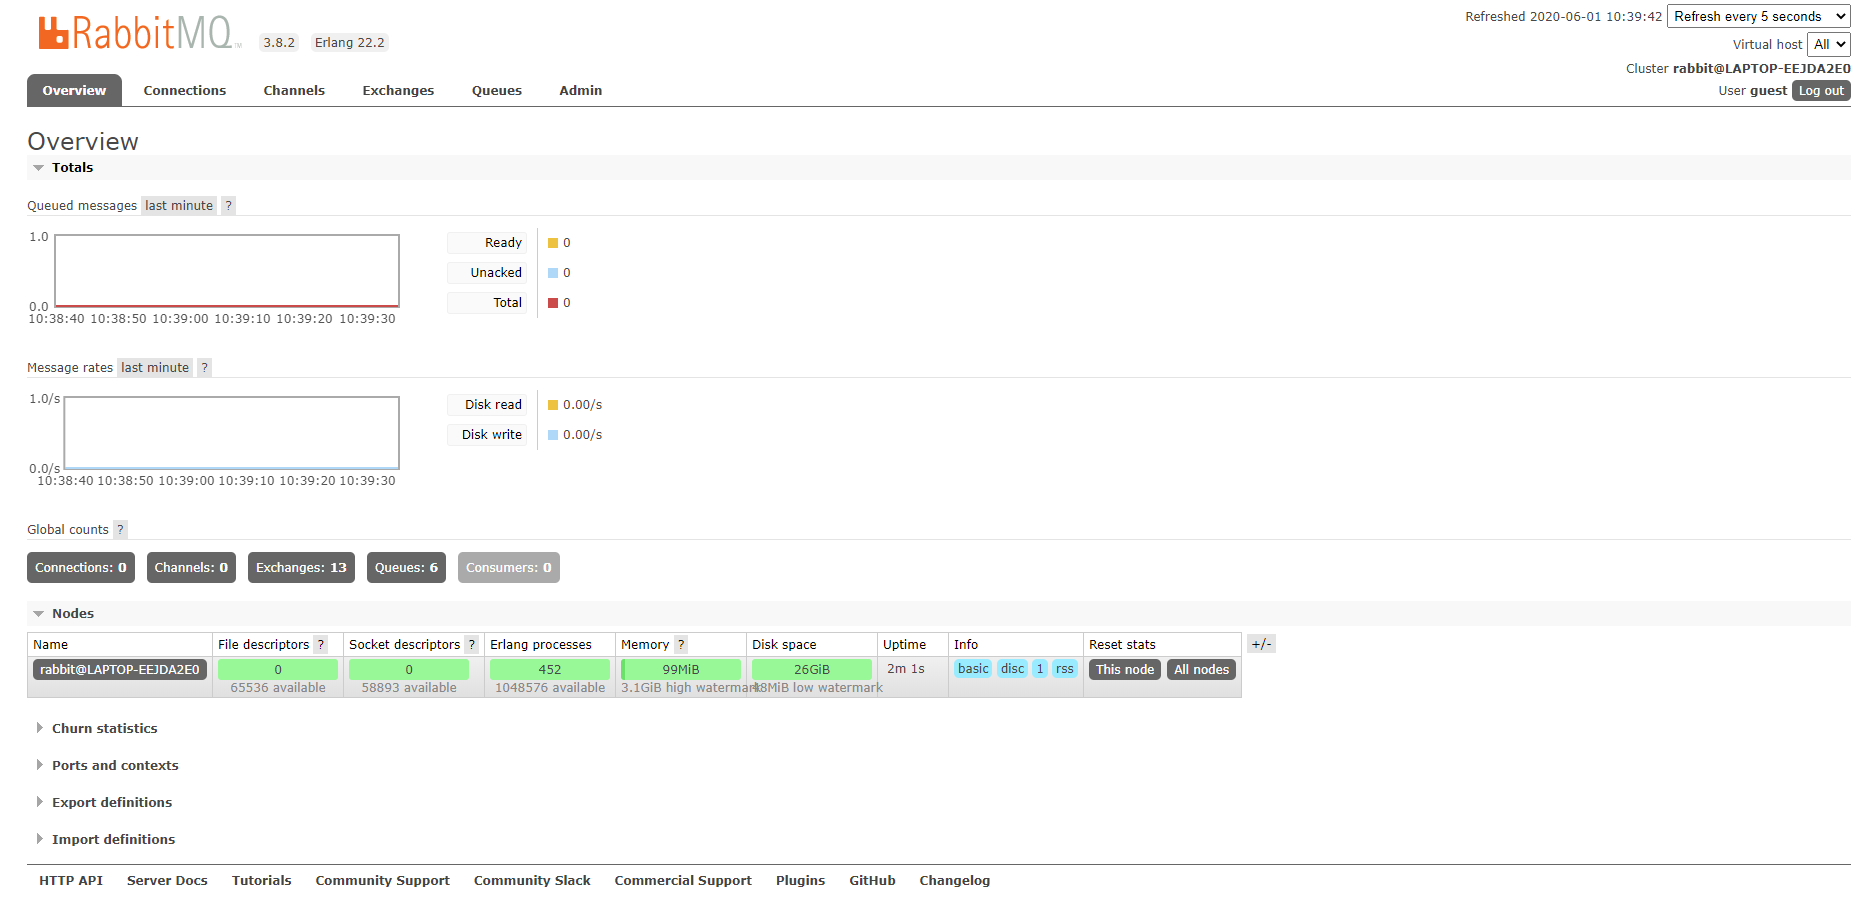 RabbitMQ TM 3.8.2 Erlang 22.2
Refreshed 2020-06-01 10:39:42 Refresh every 5 seconds
Virtual host All
Cluster rabbit@LAPTOP-EEJDA2E0
User guest Log out
Overview Connections Channels Exchanges Queues Admin
Overview
Totals
Queued messages last minute ?
1.0
0.0
10:38:40 10:38:50 10:39:00 10:39:10 10:39:20 10:39:30
Ready 0
Unacked 0
Total 0
Message rates last minute ?
1.0/s
0.0/s
10:38:40 10:38:50 10:39:00 10:39:10 10:39:20 10:39:30
Disk read 0.00/s
Disk write 0.00/s
Global counts ?
Connections: 0 Channels: 0 Exchanges: 13 Queues: 6 Consumers: 0
Nodes
Name File descriptors ? Socket descriptors ? Erlang processes Memory ? Disk space Uptime Info Reset stats +/-
rabbit@LAPTOP-EEJDA2E0 0 0 452 99MiB 26GiB 2m 1s basic disc 1 rss This node All nodes
65536 available 58893 available 1048576 available 3.1GiB high watermark 48MiB low watermark
Churn statistics
Ports and contexts
Export definitions
Import definitions
HTTP API Server Docs Tutorials Community Support Community Slack Commercial Support Plugins GitHub Changelog